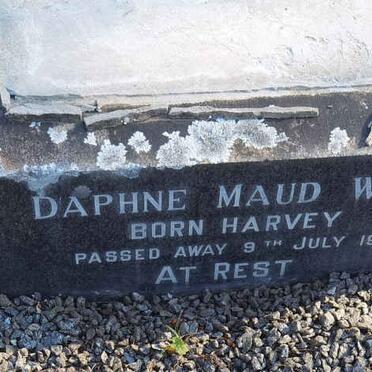 DAPHNE MAUD
BORN HARVEY
PASSED AWAY 9TH JULY
AT REST